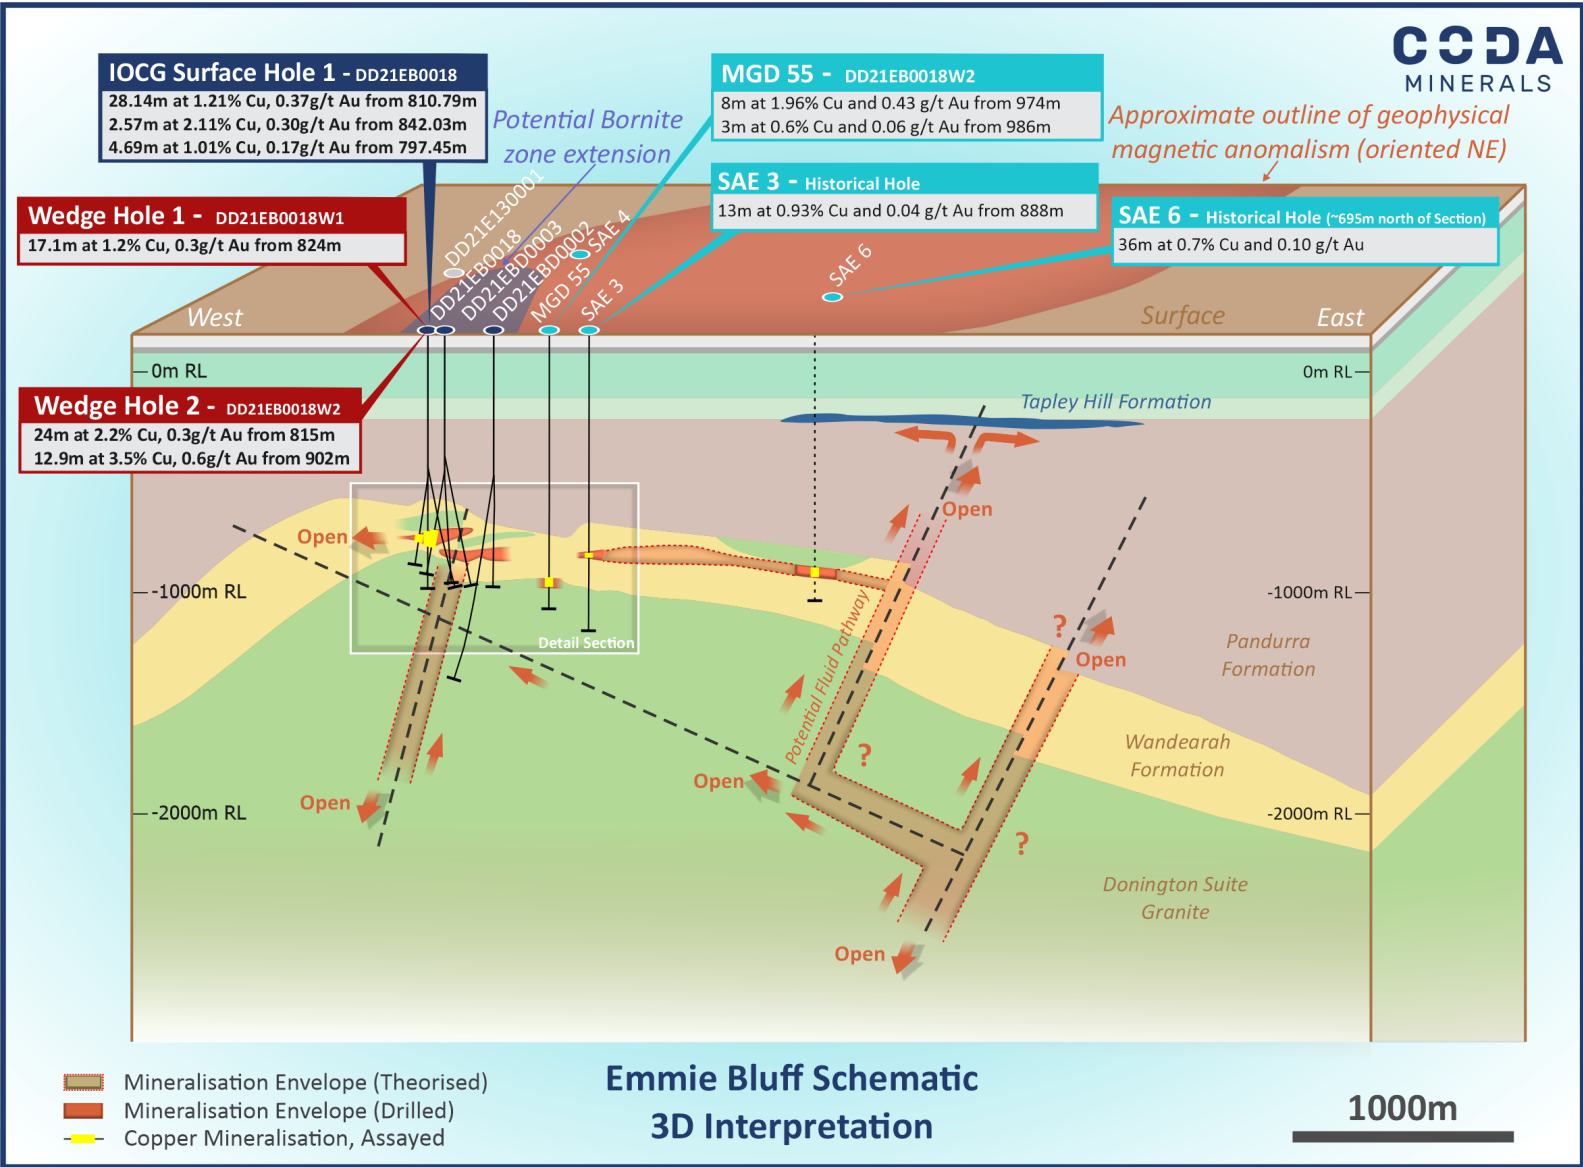 CODA
MINERALS
IOCG Surface Hole 1 - DD21EB0018
28.14m at 1.21% Cu, 0.37g/t Au from 810.79m
2.57m at 2.11% Cu, 0.30g/t Au from 842.03m
4.69m at 1.01% Cu, 0.17g/t Au from 797.45m
Potential Bornite
zone extension
MGD 55 - DD21EB0018W2
8m at 1.96% Cu and 0.43 g/t Au from 974m
3m at 0.6% Cu and 0.06 g/t Au from 986m
Approximate outline of geophysical
magnetic anomalism (oriented NE)
SAE 3 - Historical Hole
13m at 0.93% Cu and 0.04 g/t Au from 888m
Wedge Hole 1 - DD21EB0018W1
17.1m at 1.2% Cu, 0.3g/t Au from 824m
SAE 6 - Historical Hole (~695m north of Section)
36m at 0.7% Cu and 0.10 g/t Au
DD21E130001
DD21EB0018
DD21EBD0003
DD21EBD0002
SAE 4
MGD 55
SAE 3
SAE 6
West
Surface
East
0m RL
0m RL
Wedge Hole 2 - DD21EB0018W2
24m at 2.2% Cu, 0.3g/t Au from 815m
12.9m at 3.5% Cu, 0.6g/t Au from 902m
Tapley Hill Formation
Open
Open
-1000m RL
-1000m RL
Detail Section
Potential Fluid Pathway
?
Open
Pandurra
Formation
Wandearah
Formation
?
Open
Open
-2000m RL
-2000m RL
?
Donington Suite
Granite
Open
Mineralisation Envelope (Theorised)
Mineralisation Envelope (Drilled)
Copper Mineralisation, Assayed
Emmie Bluff Schematic
3D Interpretation
1000m